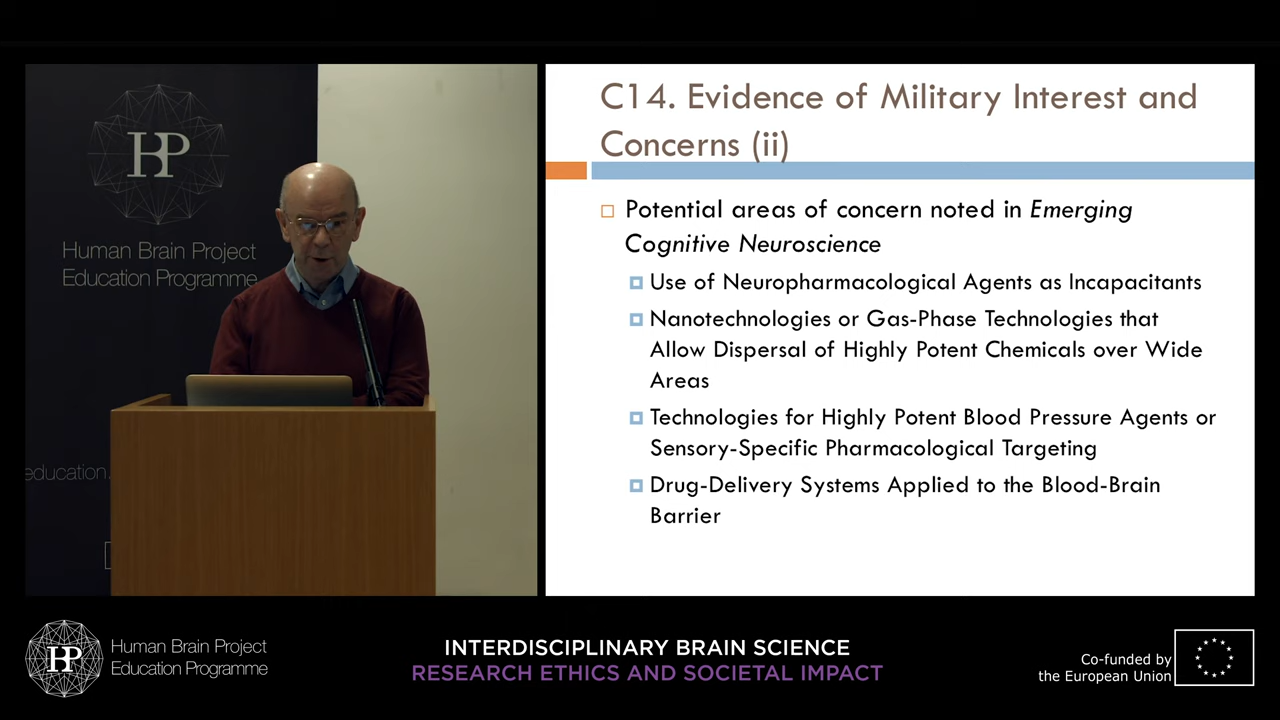 HP
Human Brain Project
Education Programme
education.
C14. Evidence of Military Interest and
Concerns (ii)
Potential areas of concern noted in Emerging
Cognitive Neuroscience
Use of Neuropharmacological Agents as Incapacitants
Nanotechnologies or Gas-Phase Technologies that
Allow Dispersal of Highly Potent Chemicals over Wide
Areas
Technologies for Highly Potent Blood Pressure Agents or
Sensory-Specific Pharmacological Targeting
Drug-Delivery Systems Applied to the Blood-Brain
Barrier
HP
Human Brain Project
Education Programme
INTERDISCIPLINARY BRAIN SCIENCE
RESEARCH ETHICS AND SOCIETAL IMPACT
Co-funded by
the European Union